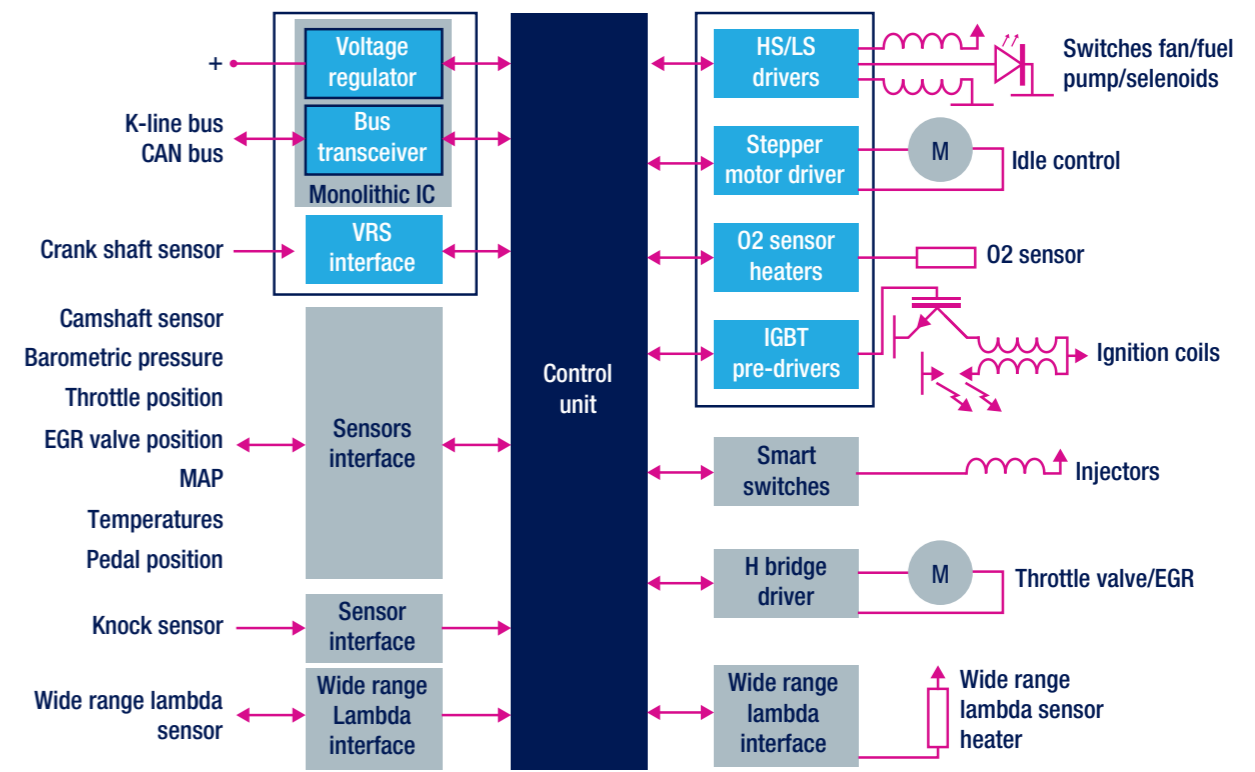 +
Voltage
regulator
K-line bus
CAN bus
Bus
transceiver
Monolithic IC
Crank shaft sensor
VRS
interface
Camshaft sensor
Barometric pressure
Throttle position
EGR valve position
MAP
Temperatures
Pedal position
Sensors
interface
Knock sensor
Sensor
interface
Wide range lambda
sensor
Wide range
Lambda
interface
Control
unit
HS/LS
drivers
Switches fan/fuel
pump/selenoids
Stepper
motor driver
M
Idle control
O2 sensor
heaters
O2 sensor
IGBT
pre-drivers
Ignition coils
Smart
switches
Injectors
H bridge
driver
M
Throttle valve/EGR
Wide range
lambda
interface
Wide range
lambda sensor
heater